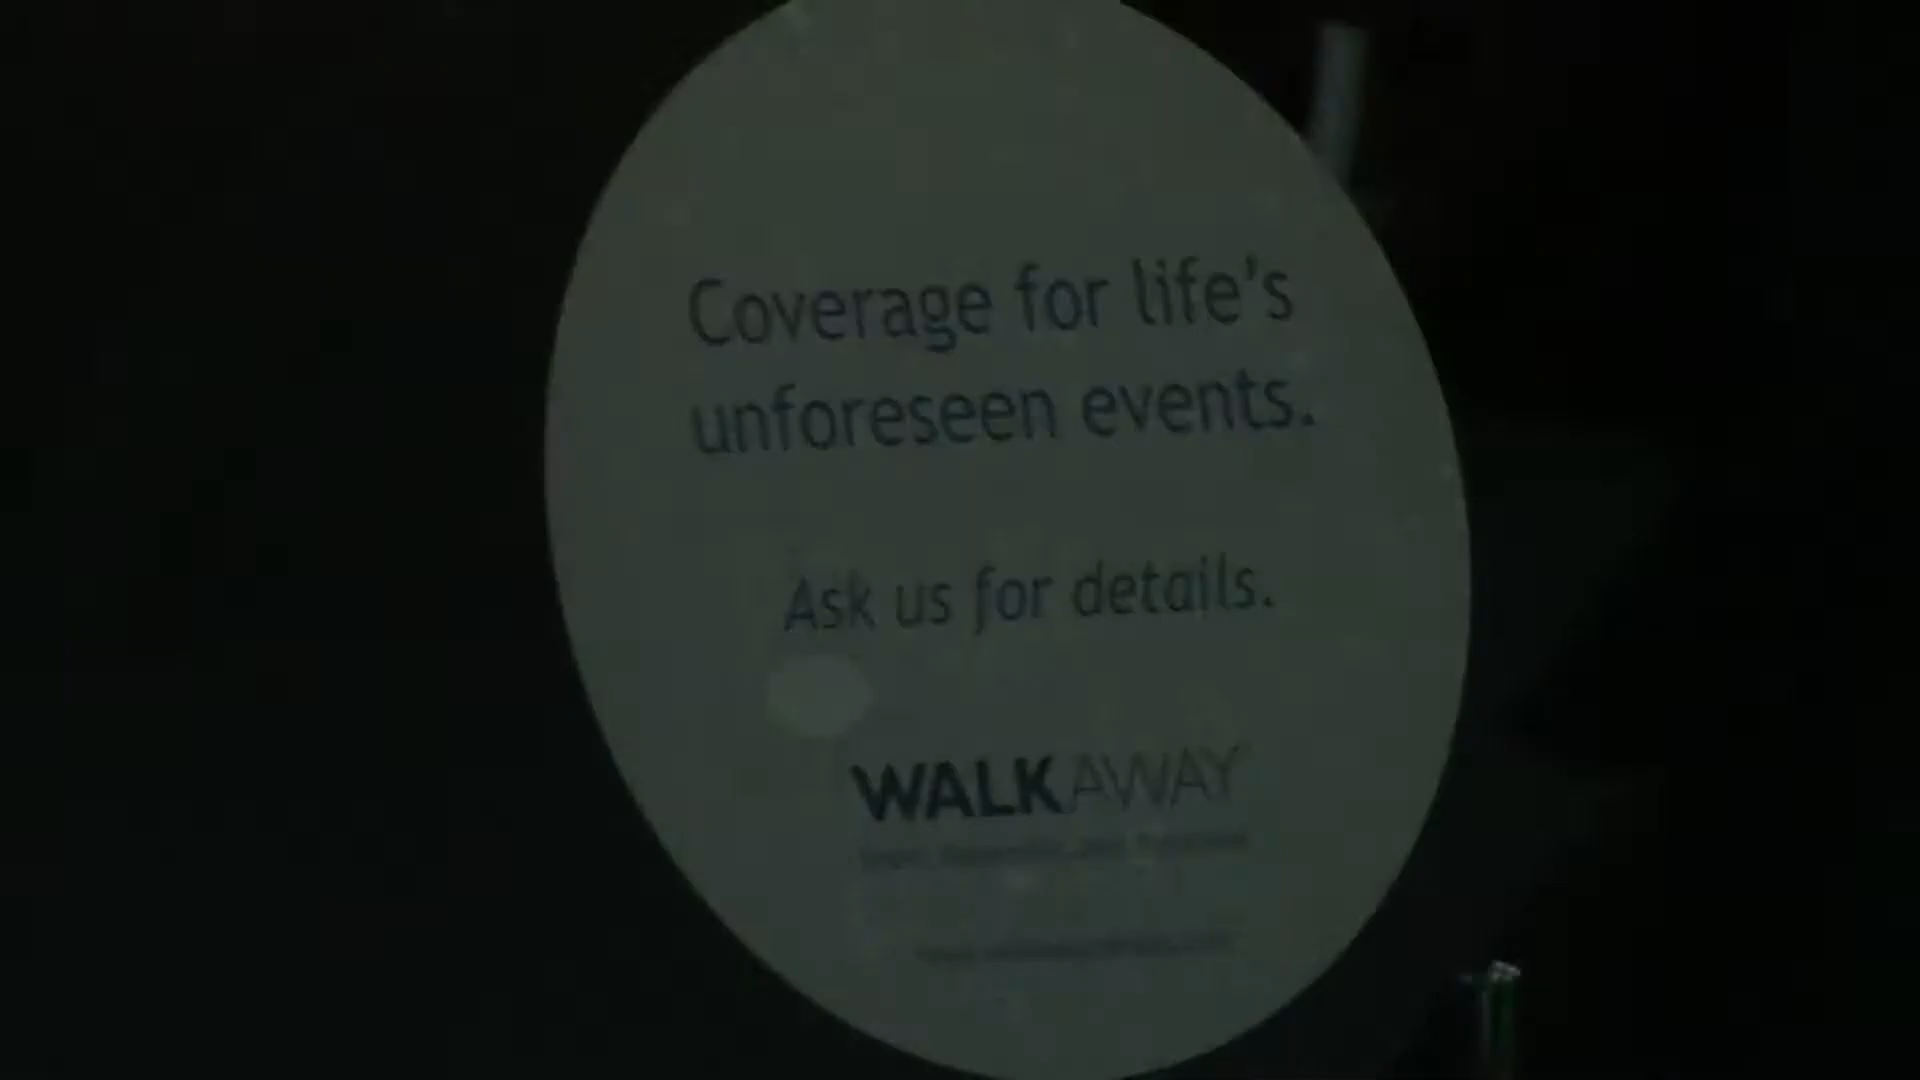 Coverage for life's
unforeseen events.
Ask us for details.
WALKAWAY